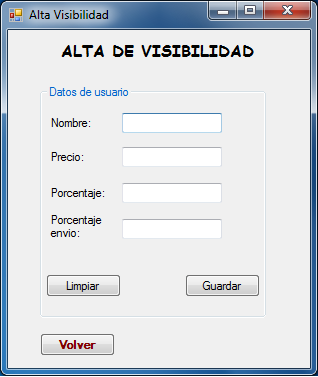 Alta Visibilidad
ALTA DE VISIBILIDAD
Datos de usuario
Nombre:
Precio:
Porcentaje:
Porcentaje
envio:
Limpiar
Guardar
Volver